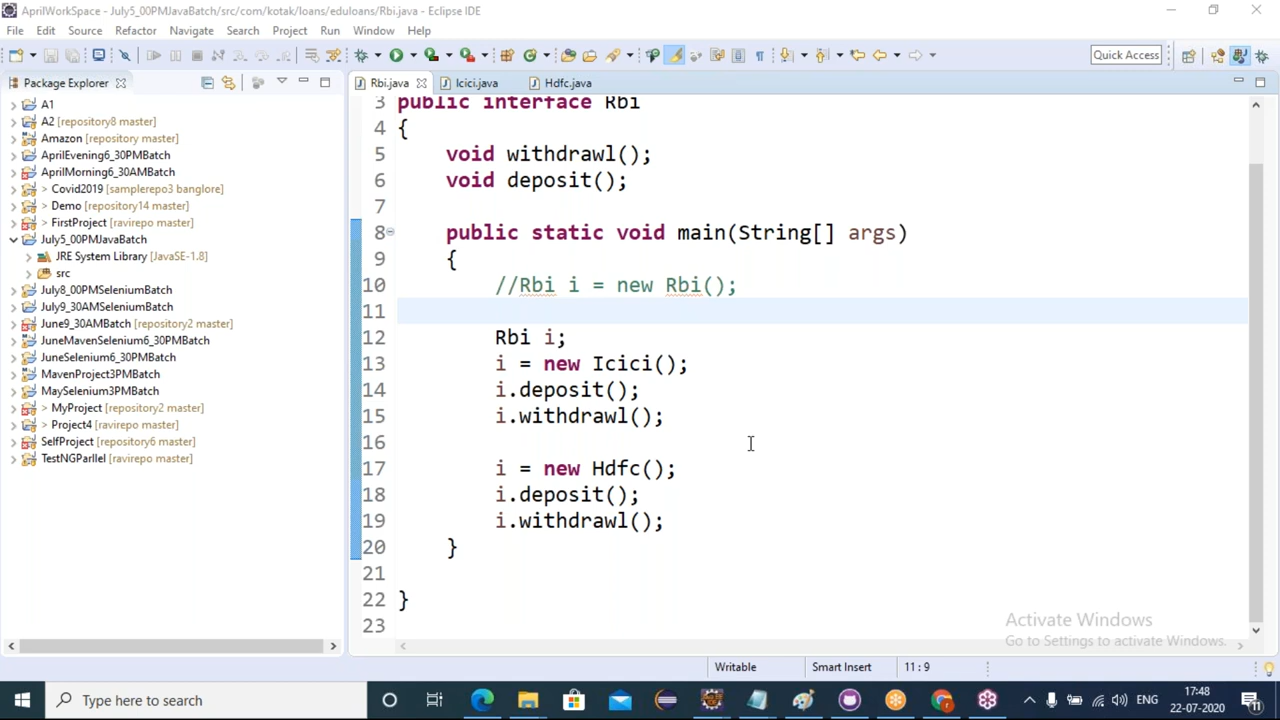 AprilWorkSpace - July5_00PMJavaBatch/src/com/kotak/loans/eduloans/Rbi.java - Eclipse IDE
File Edit Source Refactor Navigate Search Project Run Window Help
Quick Access
Package Explorer
Rbi.java Icici.java Hdfc.java
A1
A2 [repository8 master]
Amazon [repository master]
AprilEvening6_30PMBatch
AprilMorning6_30AMBatch
> Covid2019 [samplerepo3 banglore]
> Demo [repository14 master]
> FirstProject [ravirepo master]
July5_00PMJavaBatch
JRE System Library [JavaSE-1.8]
src
July8_00PMSeleniumBatch
July9_30AMSeleniumBatch
June9_30AMBatch [repository2 master]
JuneMavenSelenium6_30PMBatch
JuneSelenium6_30PMBatch
MavenProject3PMBatch
MaySelenium3PMBatch
> MyProject [repository2 master]
> Project4 [ravirepo master]
SelfProject [repository6 master]
TestNGParllel [ravirepo master]
3 public interface Rbi
4 {
5 void withdrawl();
6 void deposit();
7
8 public static void main(String[] args)
9 {
10 //Rbi i = new Rbi();
11
12 Rbi i;
13 i = new Icici();
14 i.deposit();
15 i.withdrawl();
16
17 i = new Hdfc();
18 i.deposit();
19 i.withdrawl();
20 }
21
22 }
23
Activate Windows
Go to Settings to activate Windows.
Writable Smart Insert 11 : 9
Type here to search
ENG
17:48
22-07-2020
11